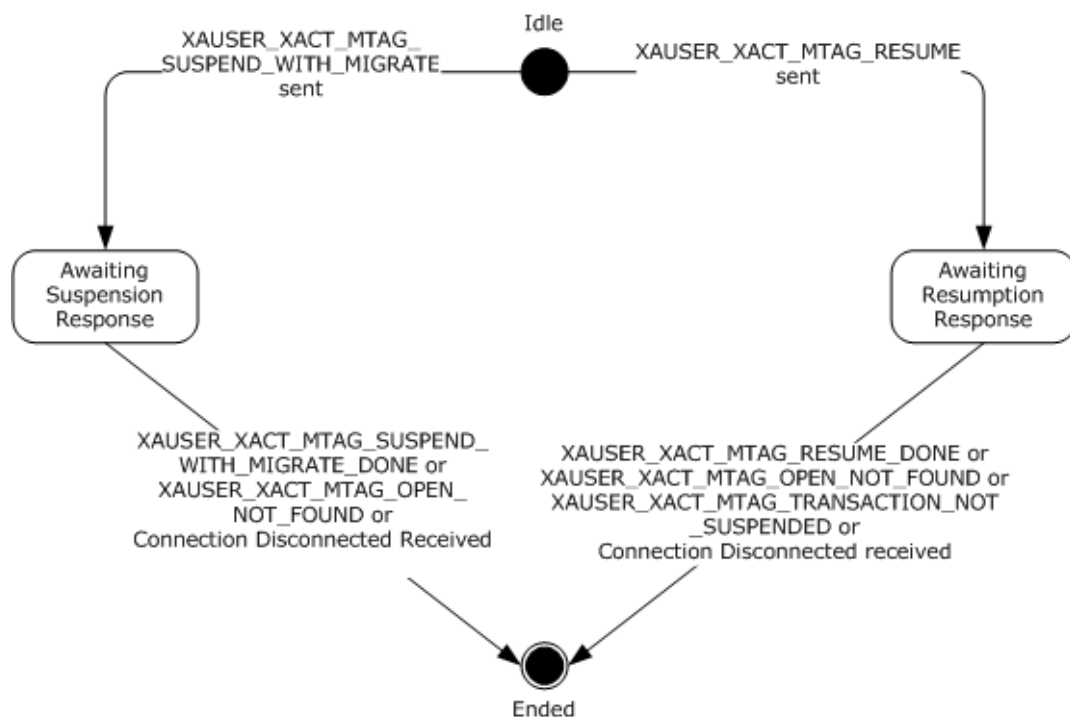 Idle
XAUSER_XACT_MTAG_
SUSPEND_WITH_MIGRATE
sent
XAUSER_XACT_MTAG_RESUME
sent
Awaiting
Suspension
Response
Awaiting
Resumption
Response
XAUSER_XACT_MTAG_SUSPEND_
WITH_MIGRATE_DONE or
XAUSER_XACT_MTAG_OPEN_
NOT_FOUND or
Connection Disconnected Received
XAUSER_XACT_MTAG_RESUME_DONE or
XAUSER_XACT_MTAG_OPEN_NOT_FOUND or
XAUSER_XACT_MTAG_TRANSACTION_NOT
_SUSPENDED or
Connection Disconnected received
Ended